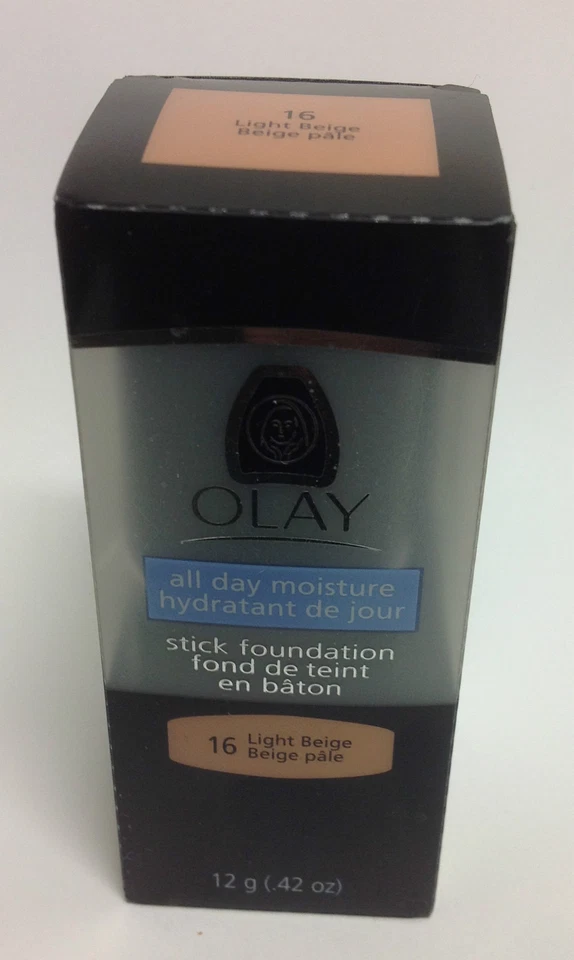 16
Light Beige
Beige pâle
OLAY
all day moisture
hydratant de jour
stick foundation
fond de teint
en bâton
16 Light Beige
Beige pâle
12 g (.42 oz)